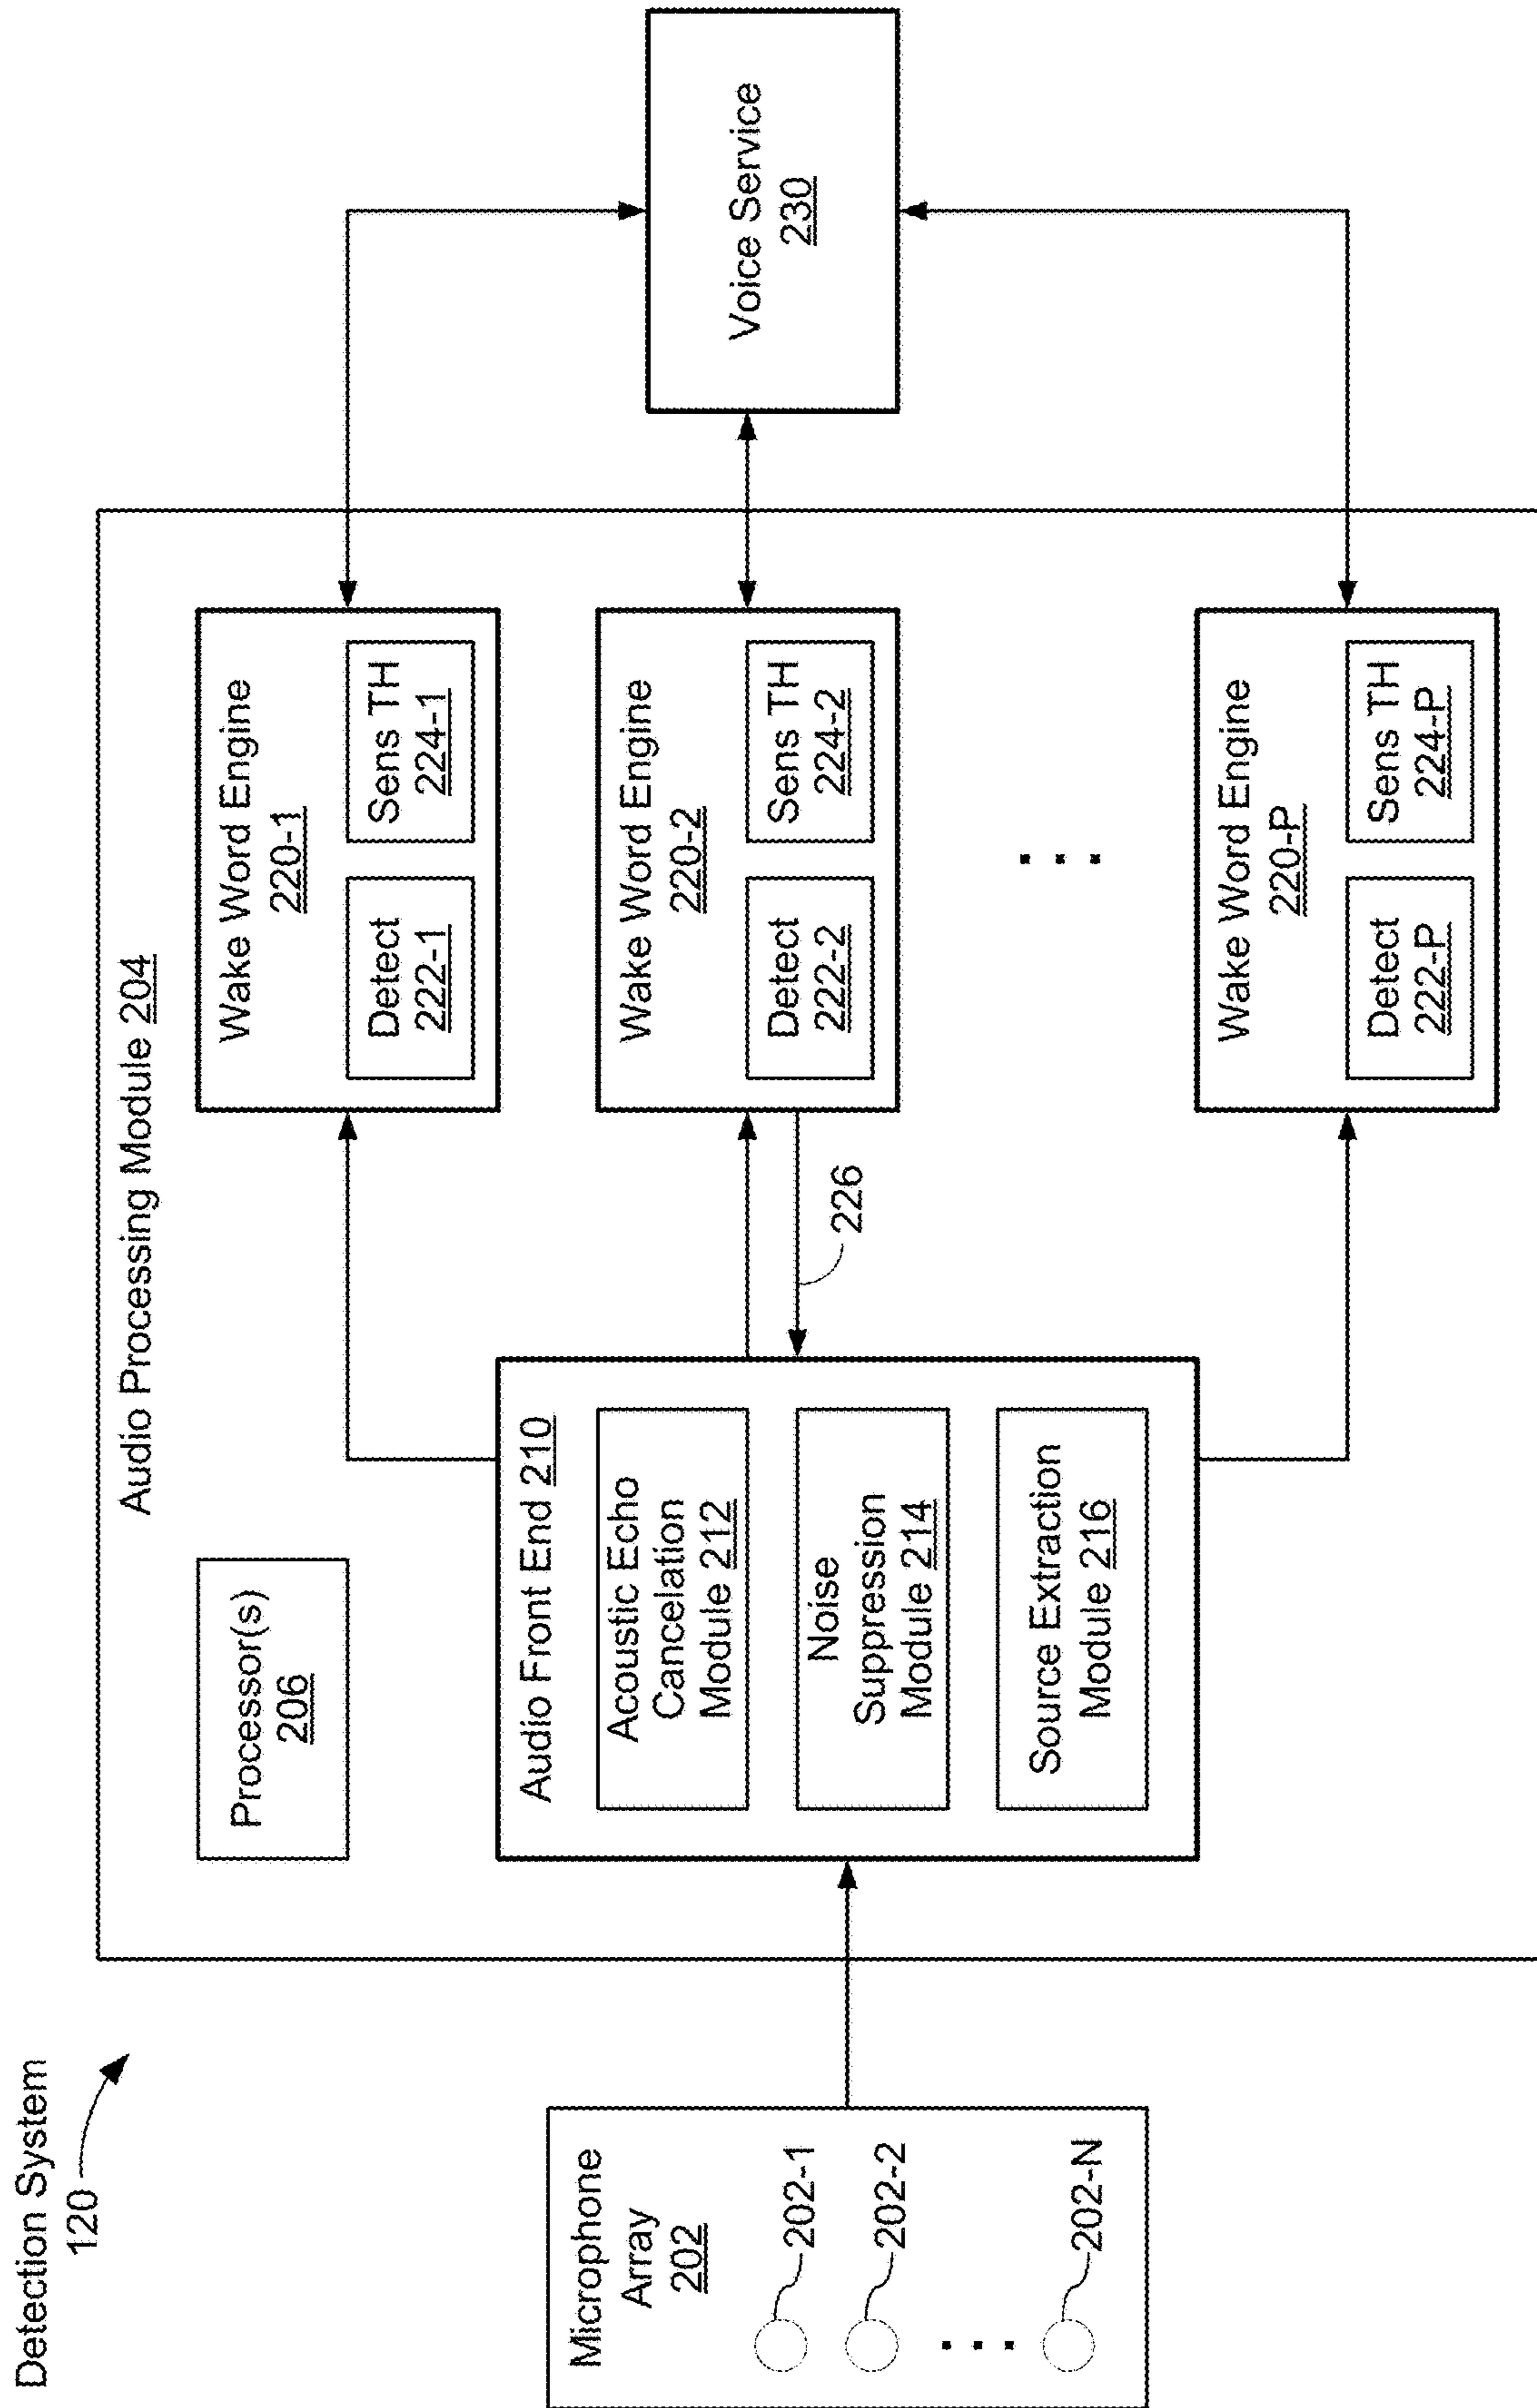 Detection System
120
Microphone
Array
202
202-1
202-2
202-N
Audio Processing Module 204
Processor(s)
206
Audio Front End 210
Acoustic Echo
Cancelation
Module 212
Noise
Suppression
Module 214
Source Extraction
Module 216
226
Wake Word Engine
220-1
Detect
222-1
Sens TH
224-1
Wake Word Engine
220-2
Detect
222-2
Sens TH
224-2
Wake Word Engine
220-P
Detect
222-P
Sens TH
224-P
Voice Service
230